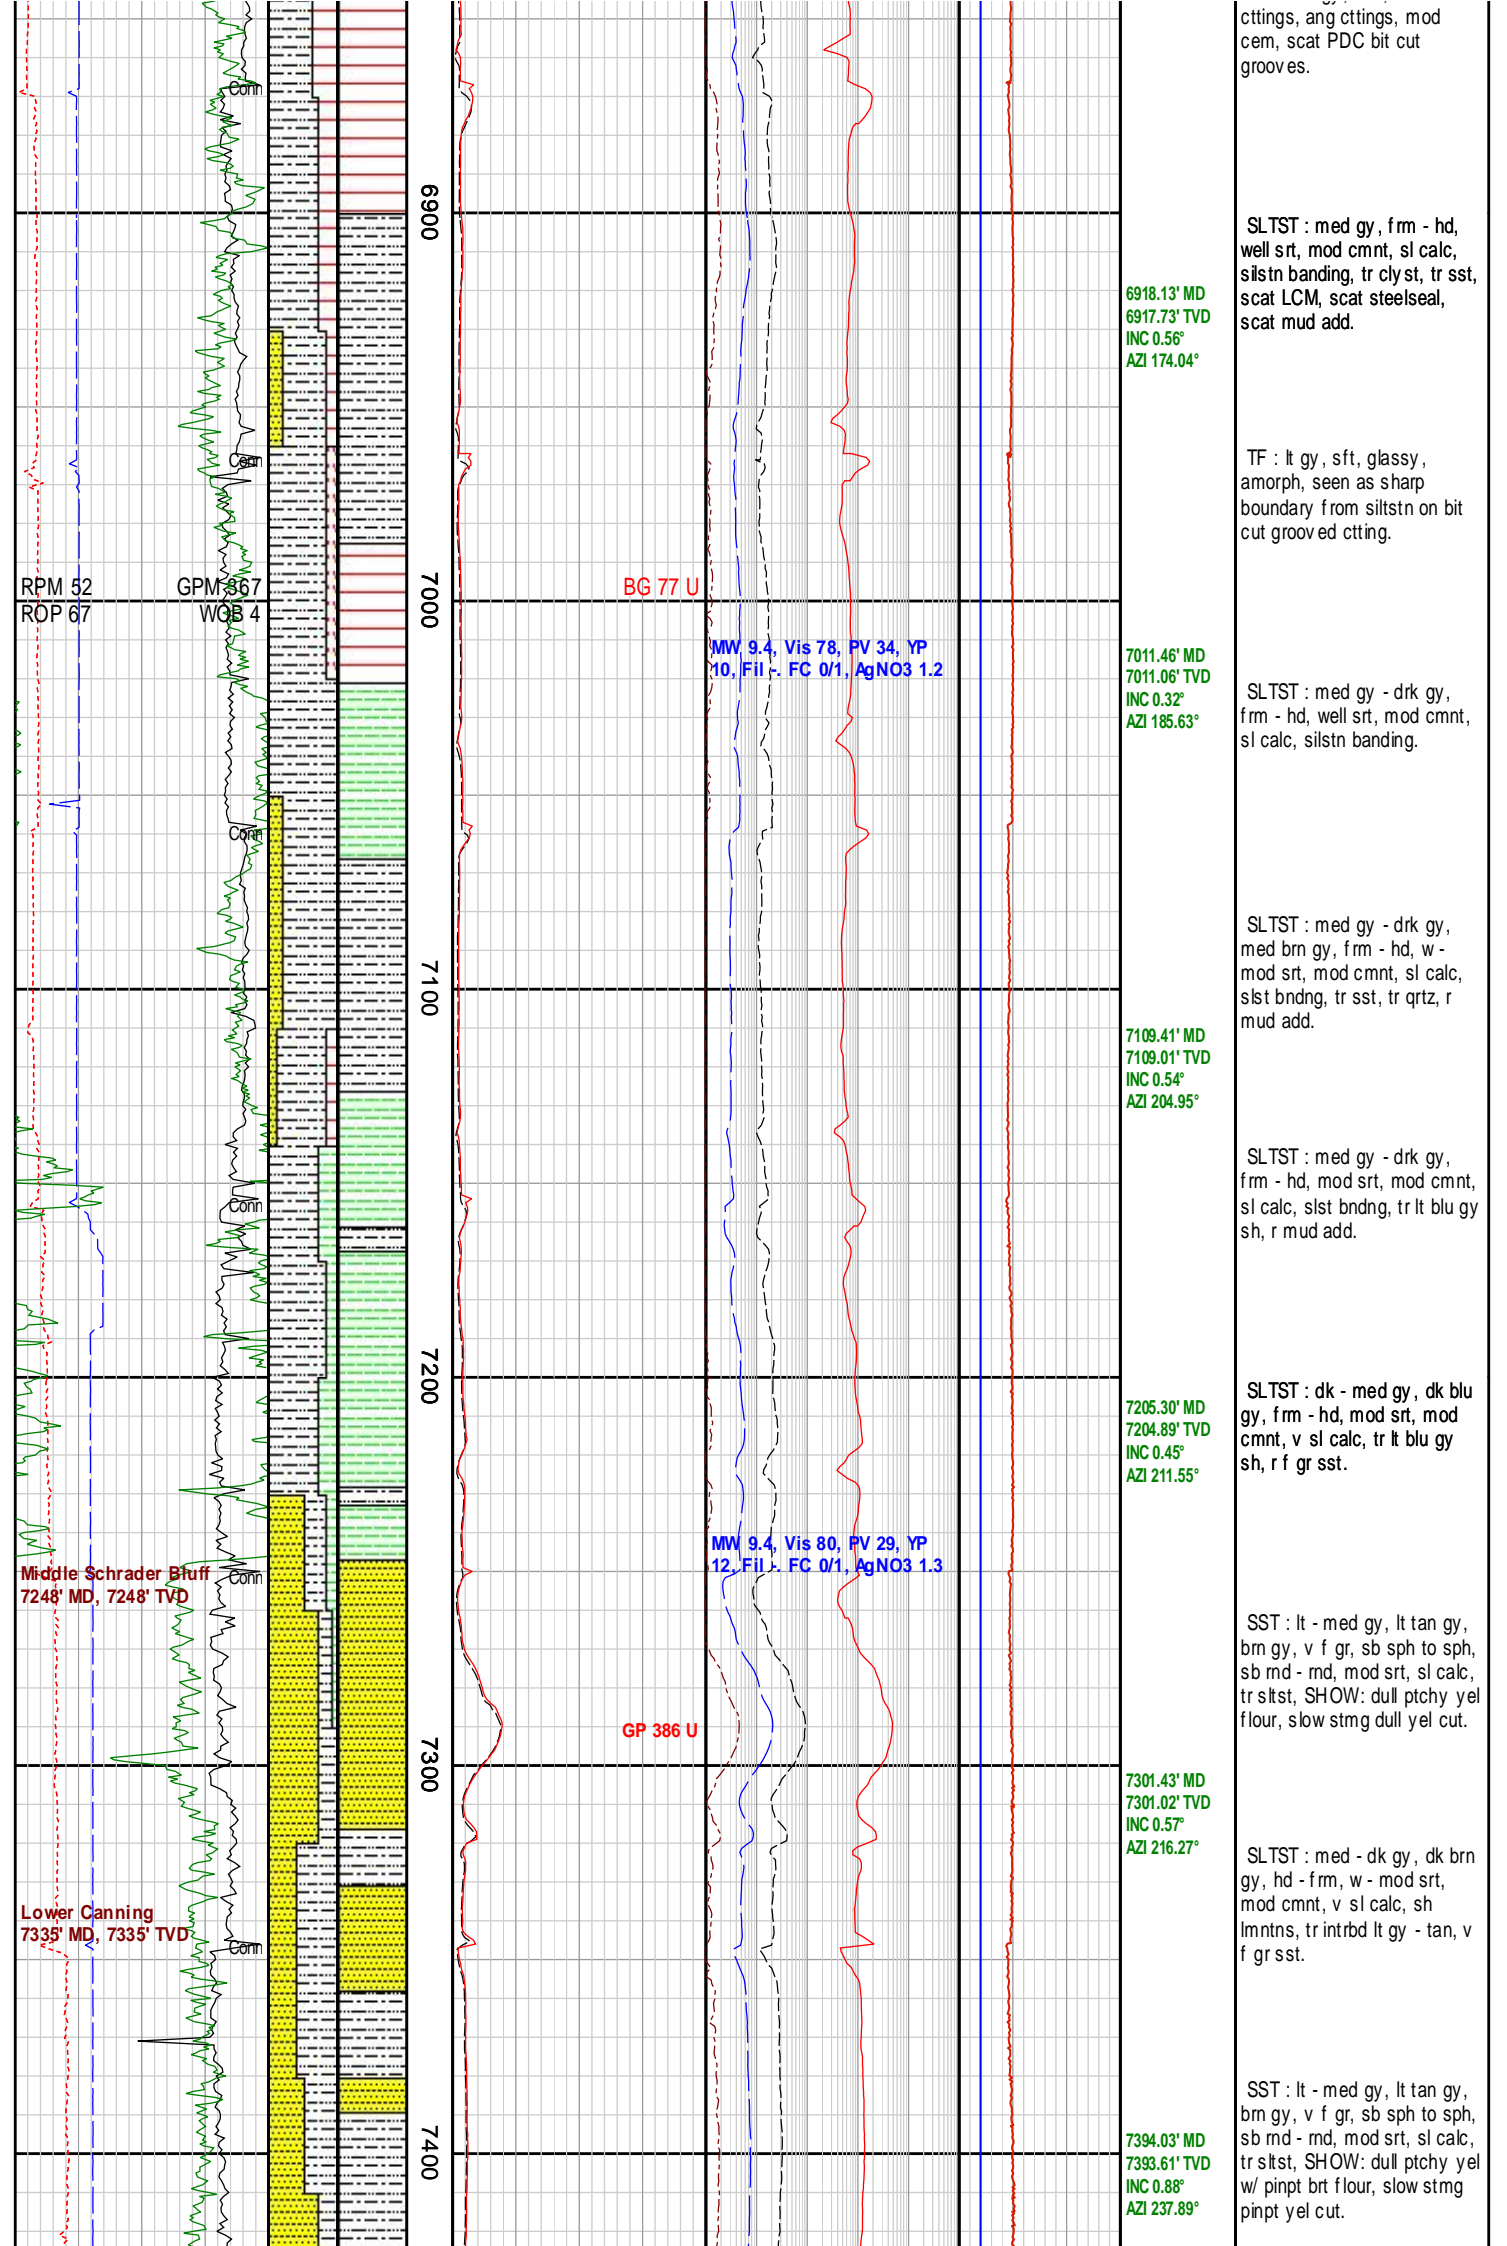 cttings, ang cttings, mod
cem, scat PDC bit cut
grooves.
Conn
6900
SLTST : med gy, frm - hd,
well srt, mod cmnt, sl calc,
silstn banding, tr clyst, tr sst,
scat LCM, scat steelseal,
scat mud add.
6918.13' MD
6917.73' TVD
INC 0.56°
AZI 174.04°
Conn
TF : lt gy, sft, glassy,
amorph, seen as sharp
boundary from siltstn on bit
cut grooved ctting.
RPM 52
GPM 367
ROP 67
WOB 4
7000
BG 77 U
MW 9.4, Vis 78, PV 34, YP
10, Fil -. FC 0/1, AgNO3 1.2
7011.46' MD
7011.06' TVD
INC 0.32°
AZI 185.63°
SLTST : med gy - drk gy,
frm - hd, well srt, mod cmnt,
sl calc, silstn banding.
Conn
SLTST : med gy - drk gy,
med brn gy, frm - hd, w -
mod srt, mod cmnt, sl calc,
slst bndng, tr sst, tr qrtz, r
mud add.
7100
7109.41' MD
7109.01' TVD
INC 0.54°
AZI 204.95°
SLTST : med gy - drk gy,
frm - hd, mod srt, mod cmnt,
sl calc, slst bndng, tr lt blu gy
sh, r mud add.
Conn
7200
SLTST : dk - med gy, dk blu
gy, frm - hd, mod srt, mod
cmnt, v sl calc, tr lt blu gy
sh, r f gr sst.
7205.30' MD
7204.89' TVD
INC 0.45°
AZI 211.55°
MW 9.4, Vis 80, PV 29, YP
12, Fil -. FC 0/1, AgNO3 1.3
Middle Schrader Bluff
7248' MD, 7248' TVD
Conn
SST : lt - med gy, lt tan gy,
brn gy, v f gr, sb sph to sph,
sb rnd - rnd, mod srt, sl calc,
tr sltst, SHOW: dull ptchy yel
flour, slow stmg dull yel cut.
GP 386 U
7300
7301.43' MD
7301.02' TVD
INC 0.57°
AZI 216.27°
SLTST : med - dk gy, dk brn
gy, hd - frm, w - mod srt,
mod cmnt, v sl calc, sh
lmntns, tr intrbd lt gy - tan, v
f gr sst.
Lower Canning
7335' MD, 7335' TVD
Conn
SST : lt - med gy, lt tan gy,
brn gy, v f gr, sb sph to sph,
sb rnd - rnd, mod srt, sl calc,
tr sltst, SHOW: dull ptchy yel
w/ pinpt brt flour, slow stmg
pinpt yel cut.
7400
7394.03' MD
7393.61' TVD
INC 0.88°
AZI 237.89°